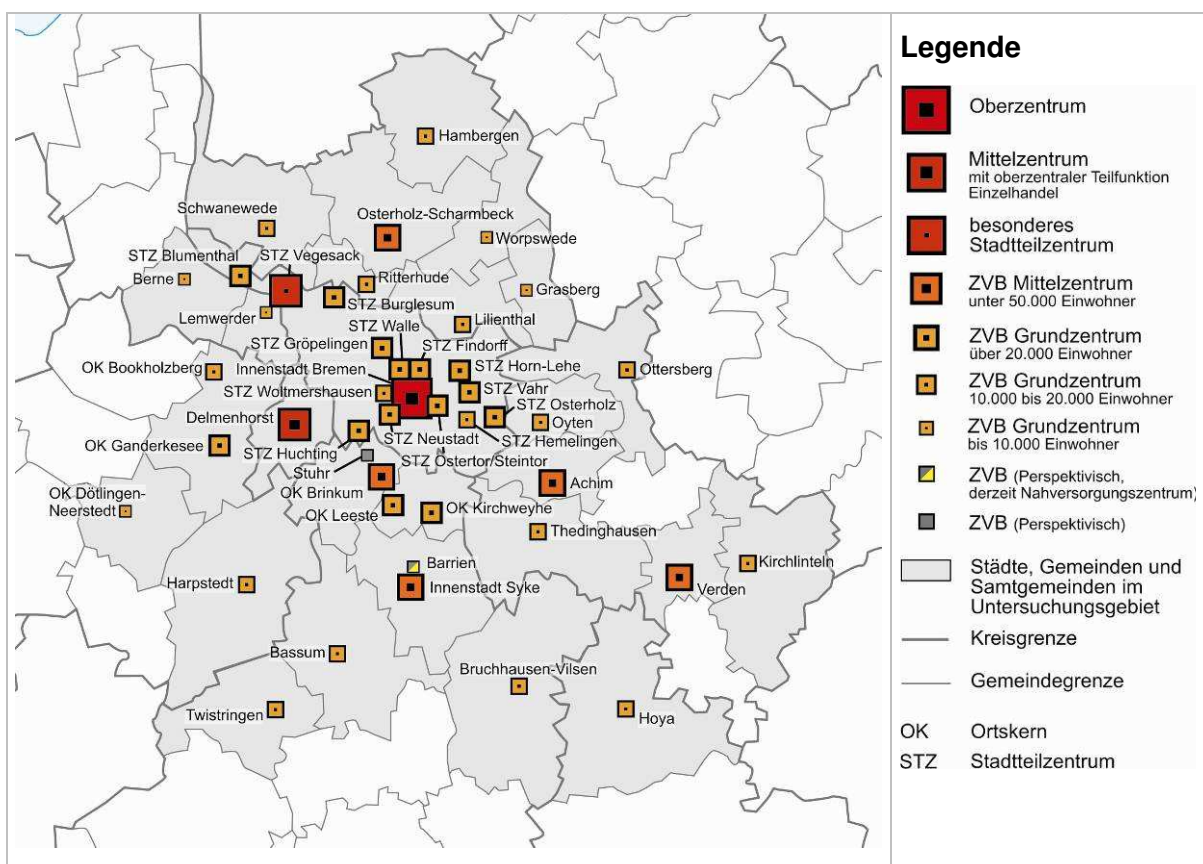 Hambergen
Schwanewede
Osterholz-Scharmbeck
Worpswede
STZ Blumenthal
STZ Vegesack
Berne
Ritterhude
Grasberg
STZ Burglesum
Lemwerder
STZ Walle
Lilienthal
STZ Gröpelingen
STZ Findorff
OK Bookholzberg
Innenstadt Bremen
STZ Horn-Lehe
Ottersberg
STZ Woltmershausen
STZ Vahr
Delmenhorst
STZ Osterholz
Oyten
OK Ganderkesee
STZ Neustadt
STZ Hemelingen
STZ Huchting
STZ Ostertor/Steintor
Stuhr
OK Brinkum
Achim
OK Dötlingen-
Neerstedt
OK Leeste
OK Kirchweyhe
Thedinghausen
Barrien
Kirchlinteln
Harpstedt
Innenstadt Syke
Verden
Bassum
Bruchhausen-Vilsen
Twistringen
Hoya
Legende
Oberzentrum
Mittelzentrum
mit oberzentraler Teilfunktion
Einzelhandel
besonderes
Stadtteilzentrum
ZVB Mittelzentrum
unter 50.000 Einwohner
ZVB Grundzentrum
über 20.000 Einwohner
ZVB Grundzentrum
10.000 bis 20.000 Einwohner
ZVB Grundzentrum
bis 10.000 Einwohner
ZVB (Perspektivisch,
derzeit Nahversorgungszentrum)
ZVB (Perspektivisch)
Städte, Gemeinden und
Samtgemeinden im
Untersuchungsgebiet
Kreisgrenze
Gemeindegrenze
OK Ortskern
STZ Stadtteilzentrum